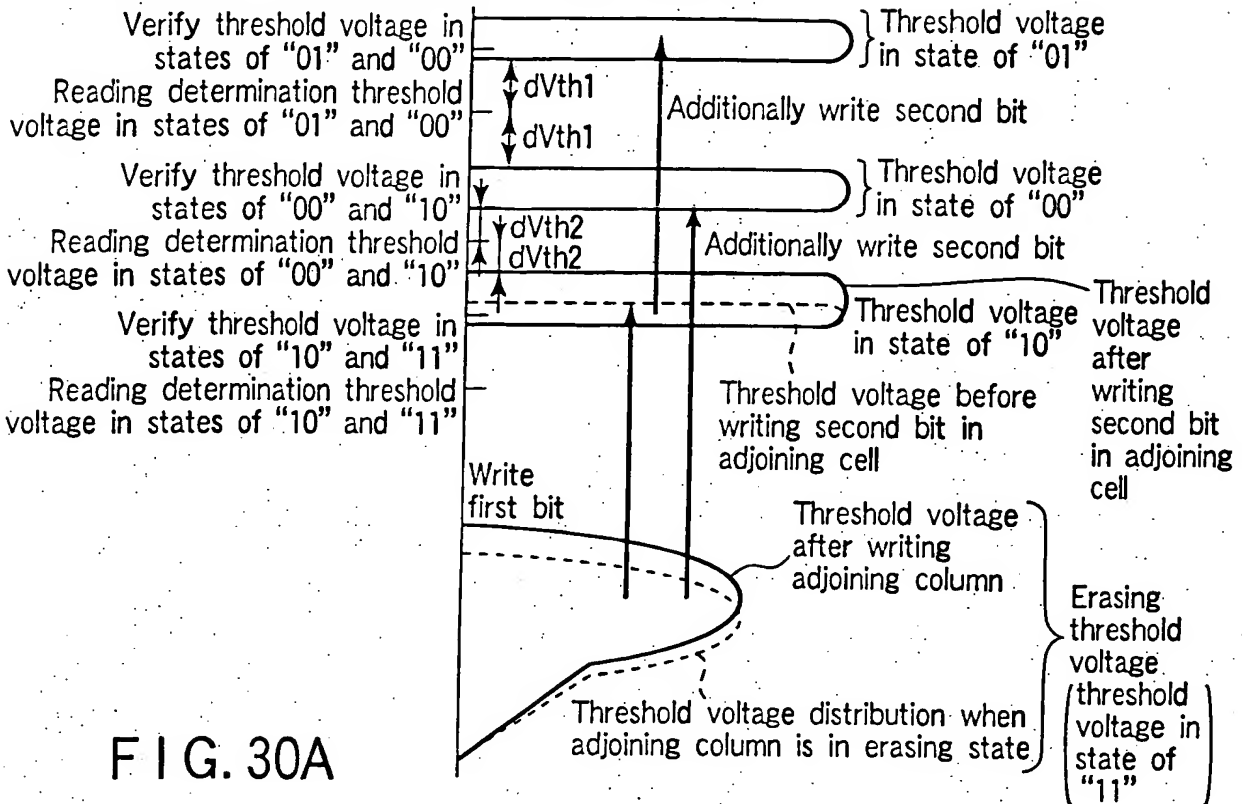 Verify threshold voltage in
states of "01" and "00"
Reading determination threshold
voltage in states of "01" and "00"
Verify threshold voltage in
states of "00" and "10"
Reading determination threshold
voltage in states of "00" and "10"
Verify threshold voltage in
states of "10" and "11"
Reading determination threshold
voltage in states of "10" and "11"
dVth1
dVth1
dVth2
dVth2
Threshold voltage
in state of "01"
Additionally write second bit
Threshold voltage
in state of "00"
Additionally write second bit
Threshold voltage
in state of "10"
Threshold
voltage
after
writing
second bit
in adjoining
cell
Threshold voltage before
writing second bit in
adjoining cell
Write
first bit
Threshold voltage
after writing
adjoining column
Erasing
threshold
voltage
threshold
voltage in
state of
"11"
Threshold voltage distribution when
adjoining column is in erasing state
FIG. 30A